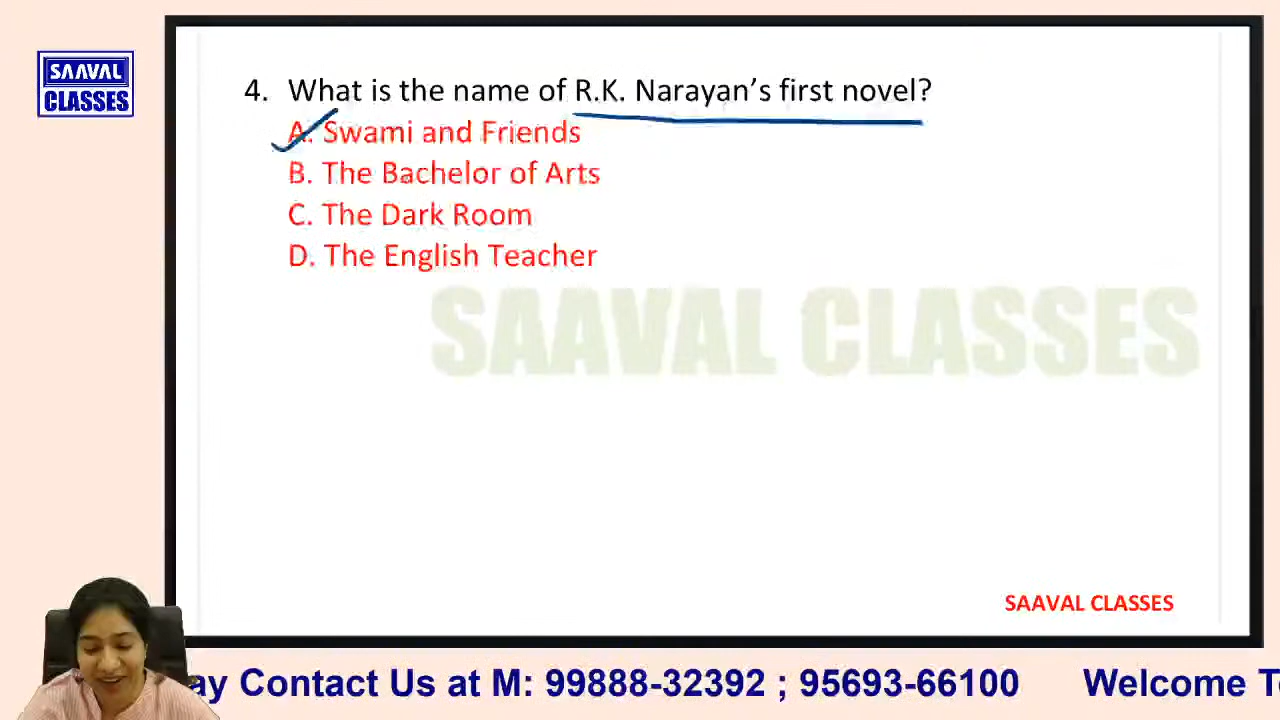 SAAVAL
CLASSES
4. What is the name of R.K. Narayan’s first novel?
A. Swami and Friends
B. The Bachelor of Arts
C. The Dark Room
D. The English Teacher
SAAVAL CLASSES
SAAVAL CLASSES
ay Contact Us at M: 99888-32392 ; 95693-66100 Welcome To